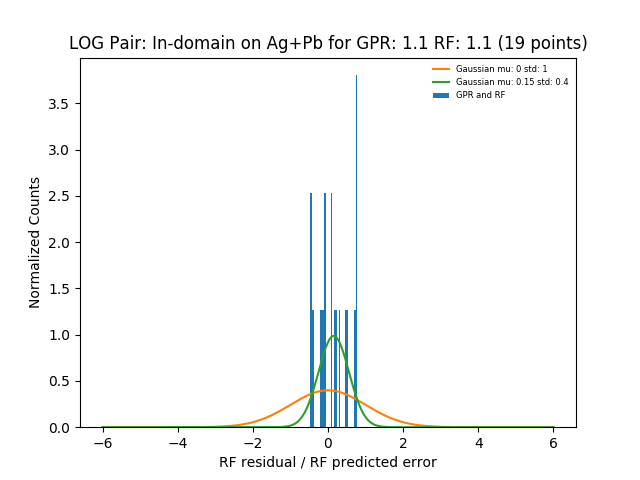 LOG Pair: In-domain on Ag+Pb for GPR: 1.1 RF: 1.1 (19 points)
Gaussian mu: 0 std: 1
Gaussian mu: 0.15 std: 0.4
GPR and RF
Normalized Counts
3.5
3.0
2.5
2.0
1.5
1.0
0.5
0.0
−6 −4 −2 0 2 4 6
RF residual / RF predicted error